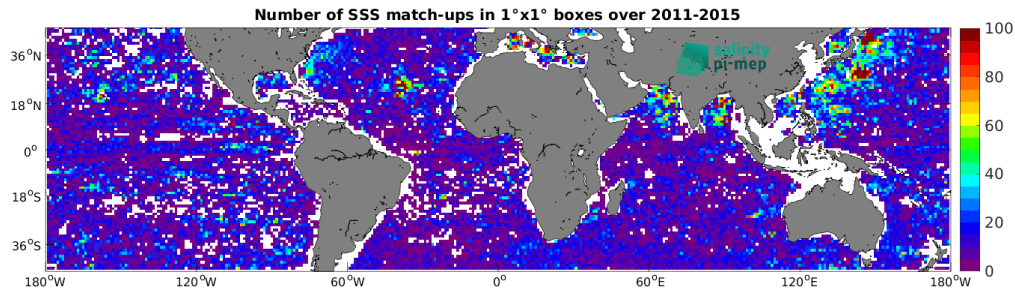 Number of SSS match-ups in 1°x1° boxes over 2011-2015
salinity
pi-mep
36°N
18°N
0°
18°S
36°S
180°W
120°W
60°W
0°
60°E
120°E
180°W
100
80
60
40
20
0